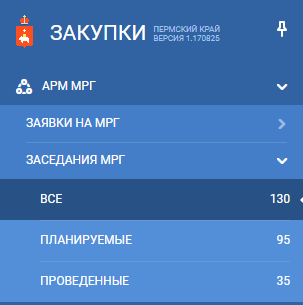 ЗАКУПКИ
ПЕРМСКИЙ КРАЙ
ВЕРСИЯ 1.170825
АРМ МРГ
ЗАЯВКИ НА МРГ
ЗАСЕДАНИЯ МРГ
ВСЕ 130
ПЛАНИРУЕМЫЕ 95
ПРОВЕДЕННЫЕ 35